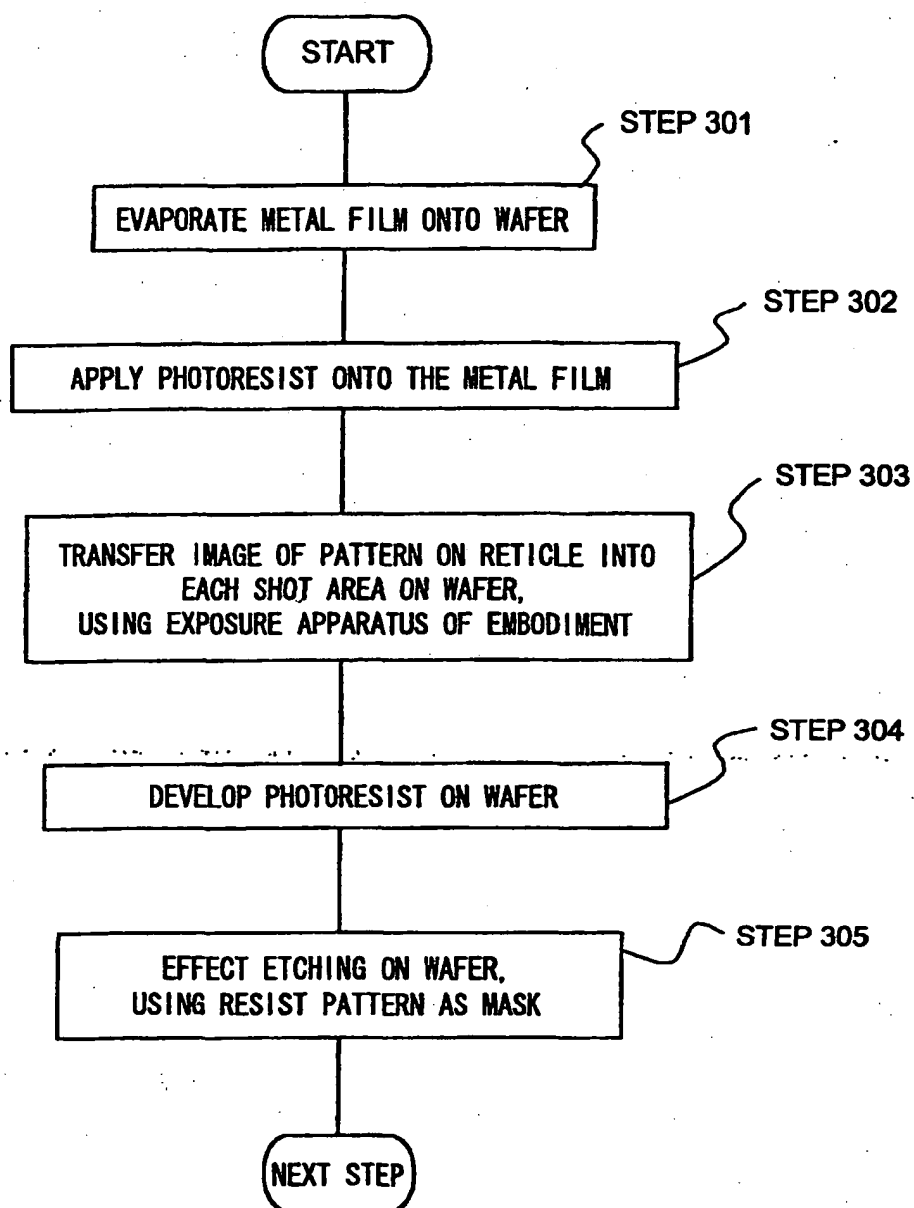 START
STEP 301
EVAPORATE METAL FILM ONTO WAFER
STEP 302
APPLY PHOTORESIST ONTO THE METAL FILM
STEP 303
TRANSFER IMAGE OF PATTERN ON RETICLE INTO
EACH SHOT AREA ON WAFER,
USING EXPOSURE APPARATUS OF EMBODIMENT
STEP 304
DEVELOP PHOTORESIST ON WAFER
STEP 305
EFFECT ETCHING ON WAFER,
USING RESIST PATTERN AS MASK
NEXT STEP